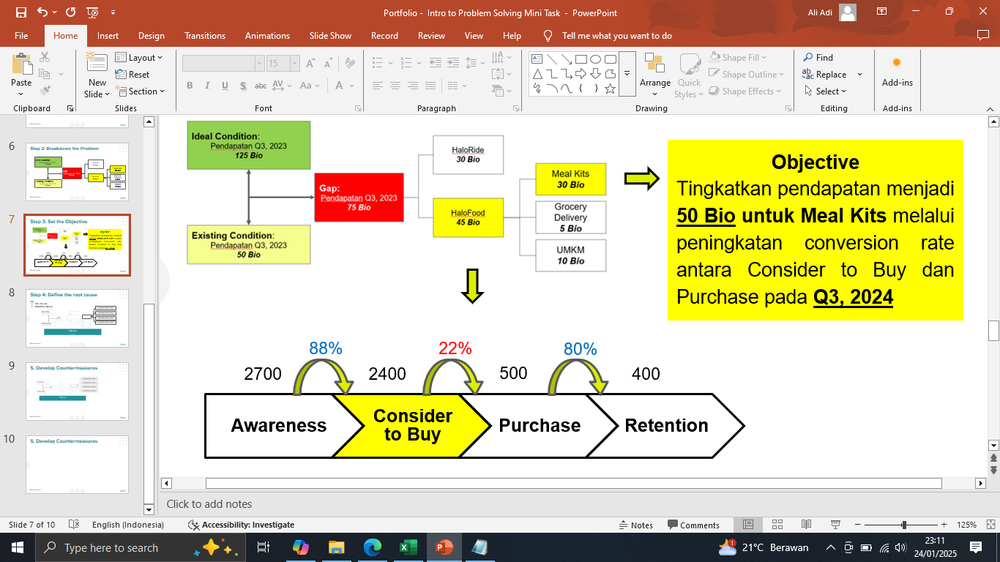 Portfolio - Intro to Problem Solving Mini Task - PowerPoint
Ali Adi
File Home Insert Design Transitions Animations Slide Show Record Review View Help Tell me what you want to do
Paste
Clipboard
New
Slide
Layout
Reset
Section
Slides
15
B I U S abc AV Aa A
Font
Paragraph
Arrange
Quick
Styles
Shape Fill
Shape Outline
Shape Effects
Drawing
Find
Replace
Select
Editing
Add-ins
Add-ins
6
Step 2: Breakdown the Problem
7
Step 3: Set the Objective
8
Step 4: Define the root cause
9
5. Develop Countermeasures
10
5. Develop Countermeasures
Ideal Condition:
Pendapatan Q3, 2023
125 Bio
Existing Condition:
Pendapatan Q3, 2023
50 Bio
Gap:
Pendapatan Q3, 2023
75 Bio
HaloRide
30 Bio
HaloFood
45 Bio
Meal Kits
30 Bio
Grocery
Delivery
5 Bio
UMKM
10 Bio
Objective
Tingkatkan pendapatan menjadi
50 Bio untuk Meal Kits melalui
peningkatan conversion rate
antara Consider to Buy dan
Purchase pada Q3, 2024
88% 22% 80%
2700 2400 500 400
Awareness
Consider
to Buy
Purchase
Retention
Click to add notes
Slide 7 of 10 English (Indonesia) Accessibility: Investigate Notes Comments 125%
Type here to search
1
21°C Berawan
23:11
24/01/2025